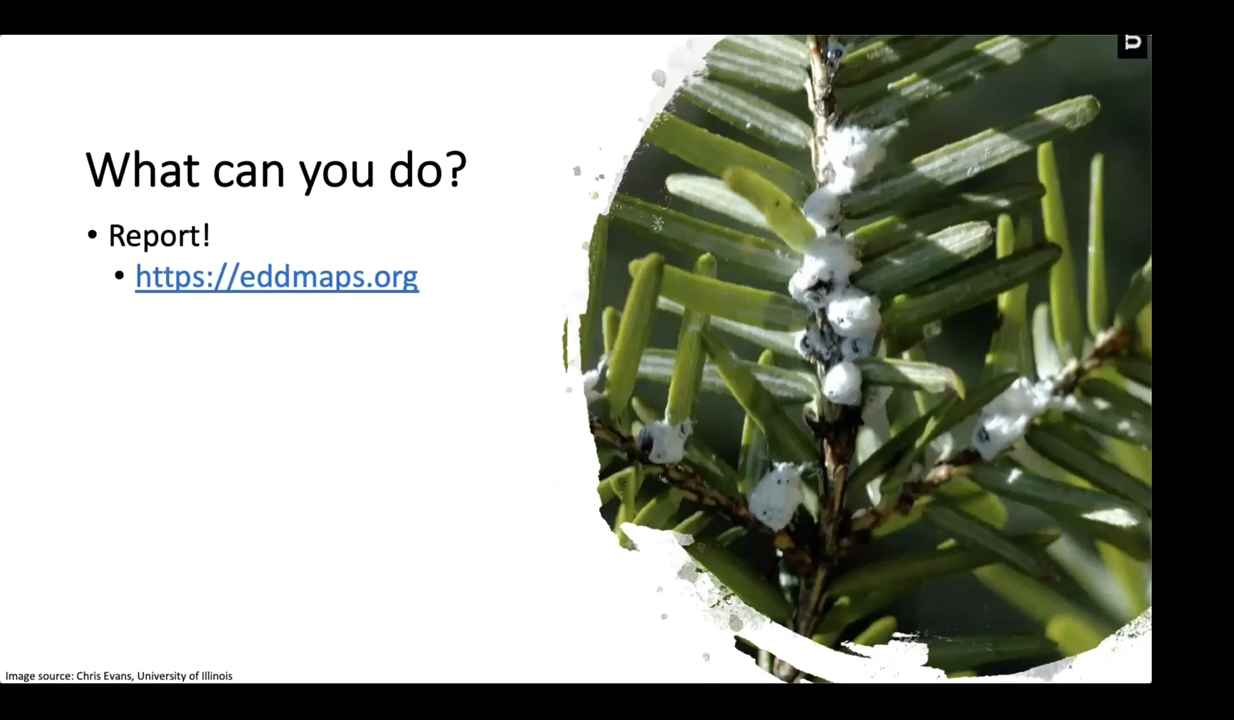 What can you do?
• Report!
• https://eddmaps.org
Image source: Chris Evans, University of Illinois